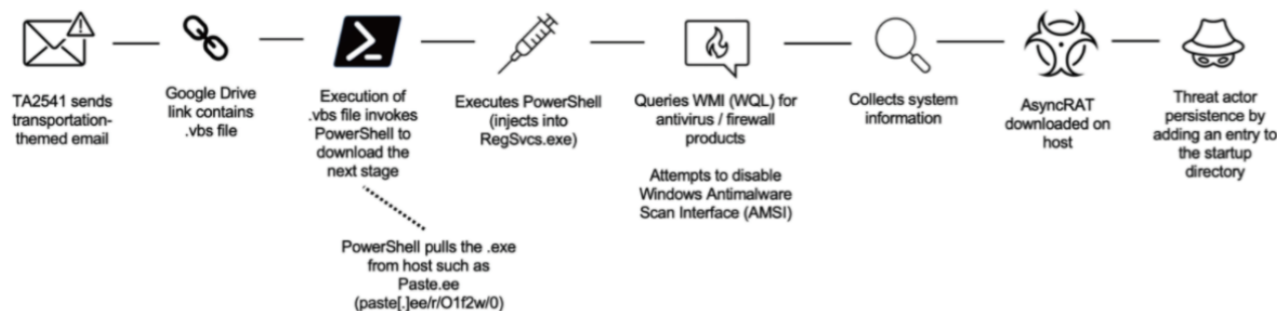 TA2541 sends
transportation-
themed email
Google Drive
link contains
.vbs file
Execution of
.vbs file invokes
PowerShell to
download the
next stage
PowerShell pulls the .exe
from host such as
Paste.ee
(paste[.]ee/r/O1f2w/0)
Executes PowerShell
(injects into
RegSvcs.exe)
Queries WMI (WQL) for
antivirus / firewall
products
Attempts to disable
Windows Antimalware
Scan Interface (AMSI)
Collects system
information
AsyncRAT
downloaded on
host
Threat actor
persistence by
adding an entry to
the startup
directory